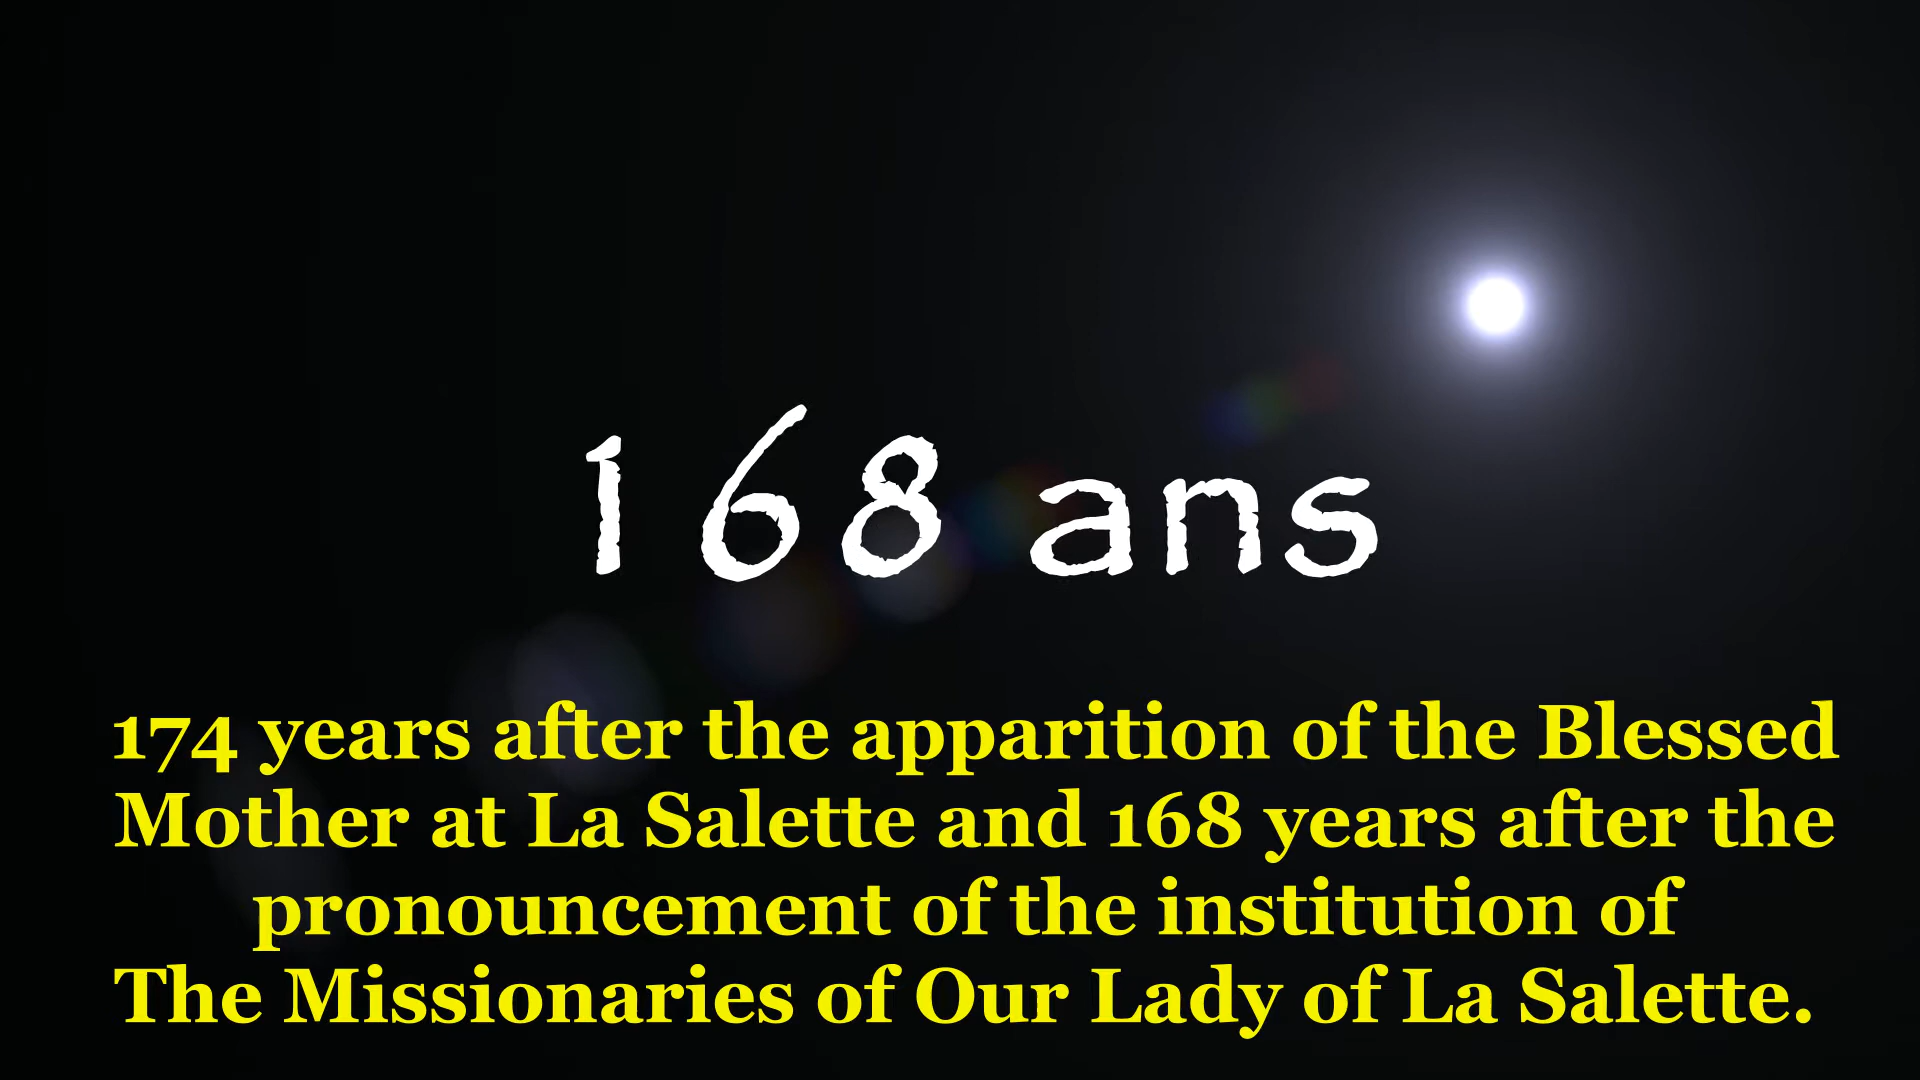 168 ans
174 years after the apparition of the Blessed
Mother at La Salette and 168 years after the
pronouncement of the institution of
The Missionaries of Our Lady of La Salette.